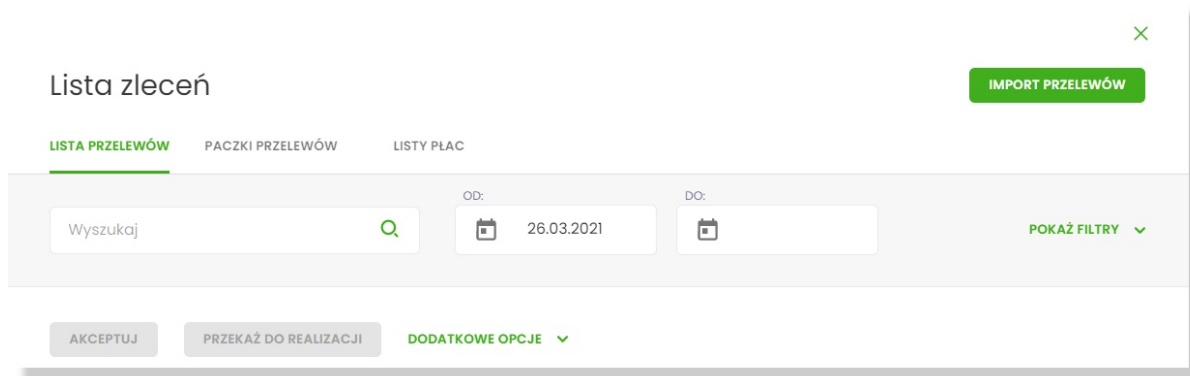 Lista zleceń
IMPORT PRZELEWÓW
LISTA PRZELEWÓW PACZKI PRZELEWÓW LISTY PŁAC
OD: DO:
Wyszukaj 26.03.2021 POKAŻ FILTRY
AKCEPTUJ PRZEKAŻ DO REALIZACJI DODATKOWE OPCJE